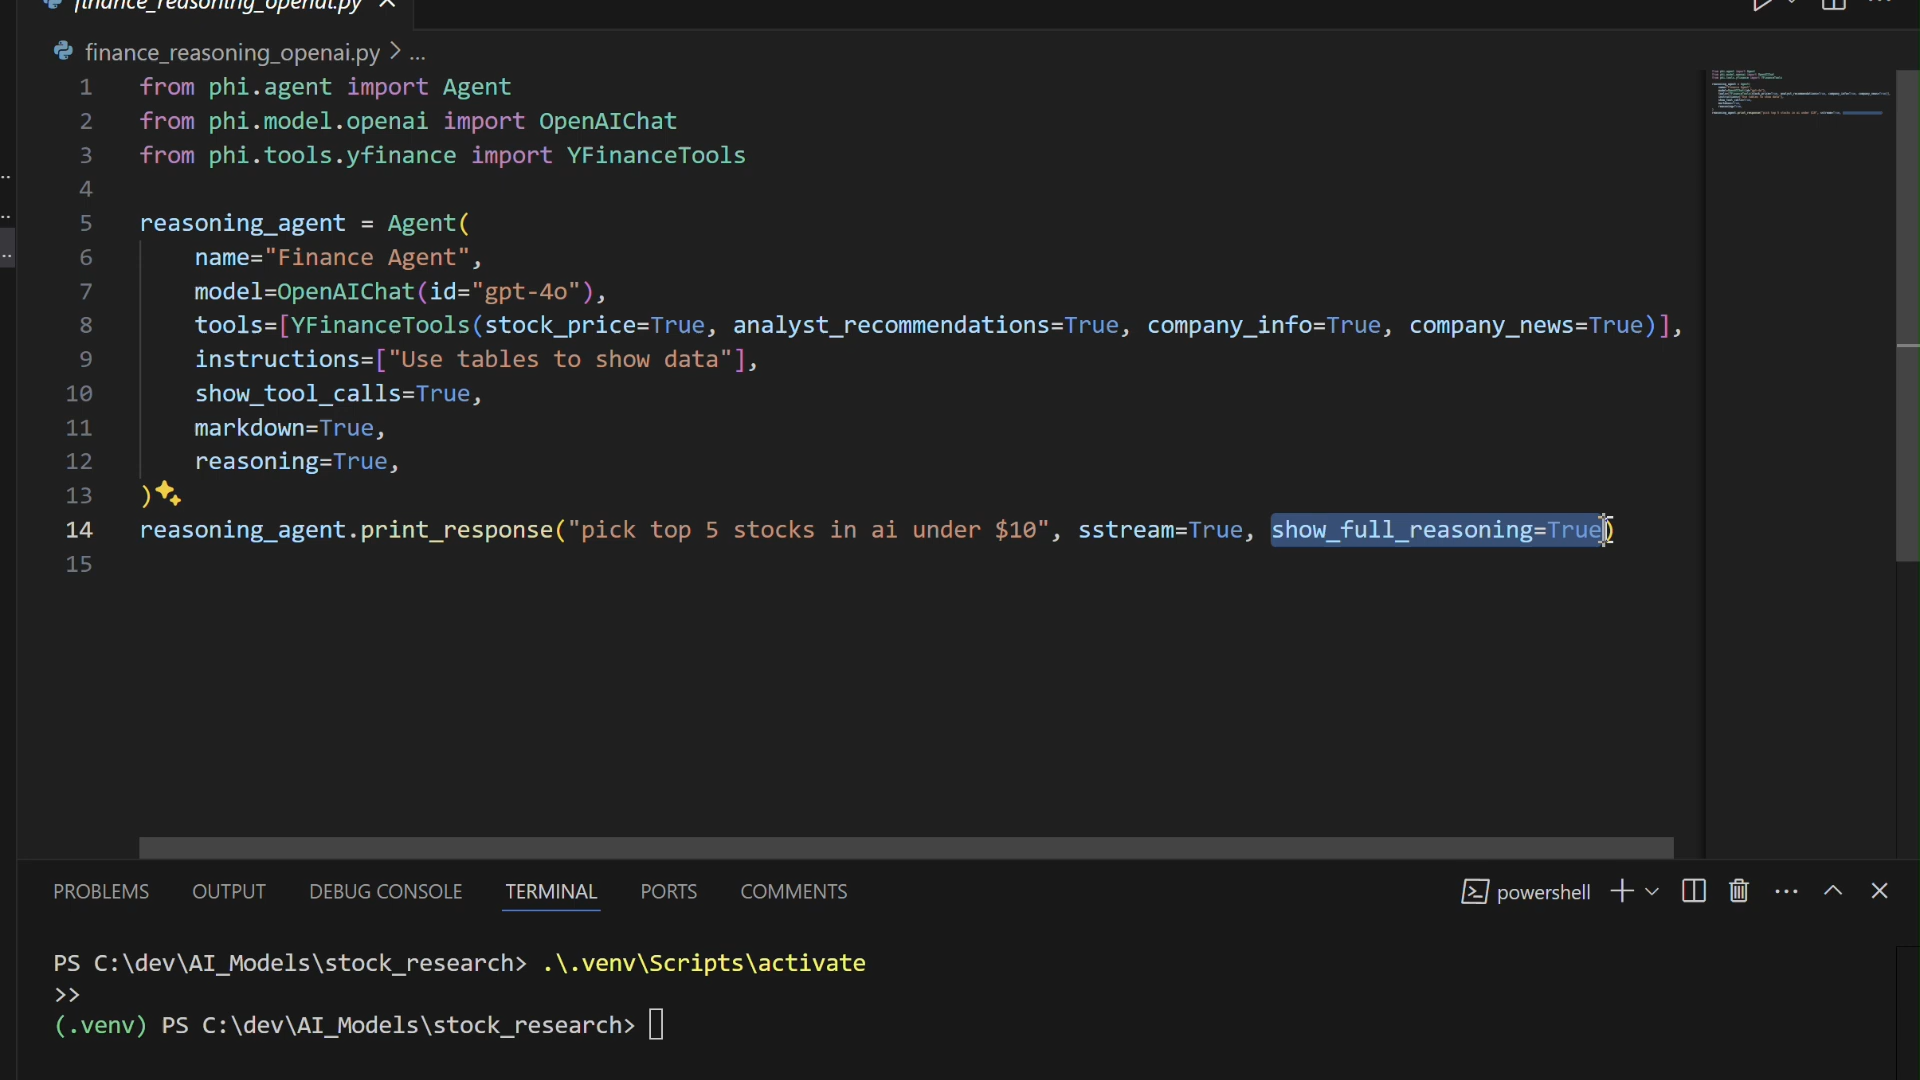 finance_reasoning_openai.py
finance_reasoning_openai.py > ...
1 from phi.agent import Agent
2 from phi.model.openai import OpenAIChat
3 from phi.tools.yfinance import YFinanceTools
4
5 reasoning_agent = Agent(
6 name="Finance Agent",
7 model=OpenAIChat(id="gpt-4o"),
8 tools=[YFinanceTools(stock_price=True, analyst_recommendations=True, company_info=True, company_news=True)],
9 instructions=["Use tables to show data"],
10 show_tool_calls=True,
11 markdown=True,
12 reasoning=True,
13 )
14 reasoning_agent.print_response("pick top 5 stocks in ai under $10", sstream=True, show_full_reasoning=True)
15
PROBLEMS OUTPUT DEBUG CONSOLE TERMINAL PORTS COMMENTS powershell
PS C:\dev\AI_Models\stock_research> .\.venv\Scripts\activate
>>
(.venv) PS C:\dev\AI_Models\stock_research>